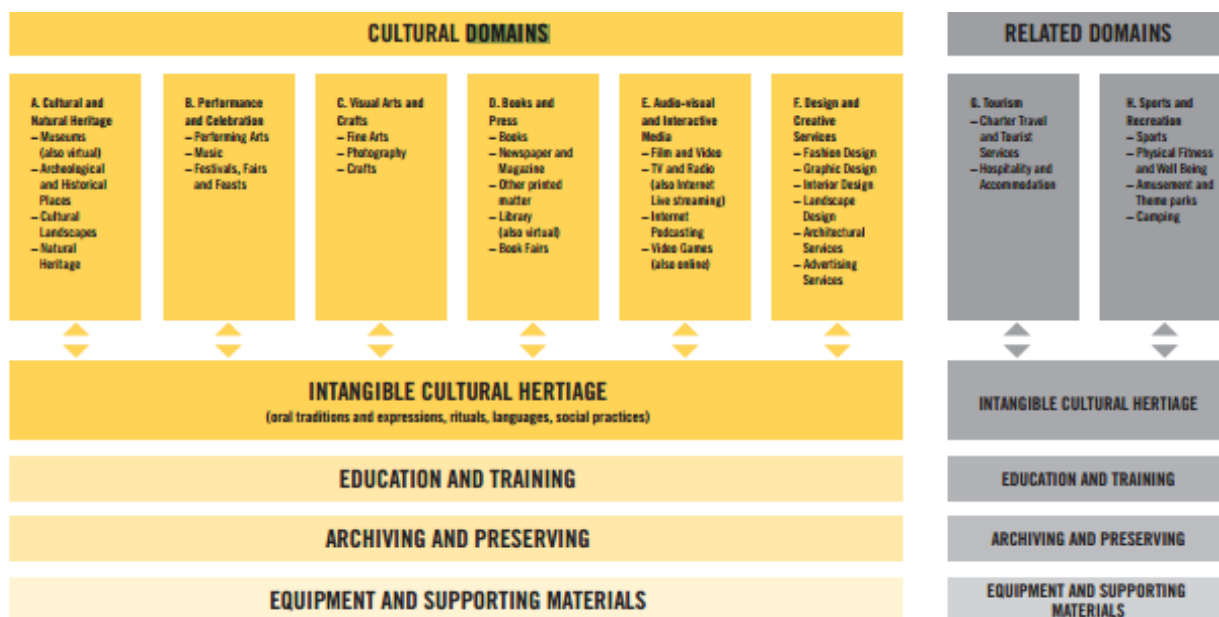 CULTURAL DOMAINS
A. Cultural and
Natural Heritage
– Museums
(also virtual)
– Archeological
and Historical
Places
– Cultural
Landscapes
– Natural
Heritage
B. Performance
and Celebration
– Performing Arts
– Music
– Festivals, Fairs
and Feasts
C. Visual Arts and
Crafts
– Fine Arts
– Photography
– Crafts
D. Books and
Press
– Books
– Newspaper and
Magazine
– Other printed
matter
– Library
(also virtual)
– Book Fairs
E. Audio-visual
and Interactive
Media
– Film and Video
– TV and Radio
(also Internet
Live streaming)
– Internet
Podcasting
– Video Games
(also online)
F. Design and
Creative
Services
– Fashion Design
– Graphic Design
– Interior Design
– Landscape
Design
– Architectural
Services
– Advertising
Services
INTANGIBLE CULTURAL HERTIAGE
(oral traditions and expressions, rituals, languages, social practices)
EDUCATION AND TRAINING
ARCHIVING AND PRESERVING
EQUIPMENT AND SUPPORTING MATERIALS
RELATED DOMAINS
G. Tourism
– Charter Travel
and Tourist
Services
– Hospitality and
Accommodation
H. Sports and
Recreation
– Sports
– Physical Fitness
and Well Being
– Amusement and
Theme parks
– Camping
INTANGIBLE CULTURAL HERTIAGE
EDUCATION AND TRAINING
ARCHIVING AND PRESERVING
EQUIPMENT AND SUPPORTING
MATERIALS